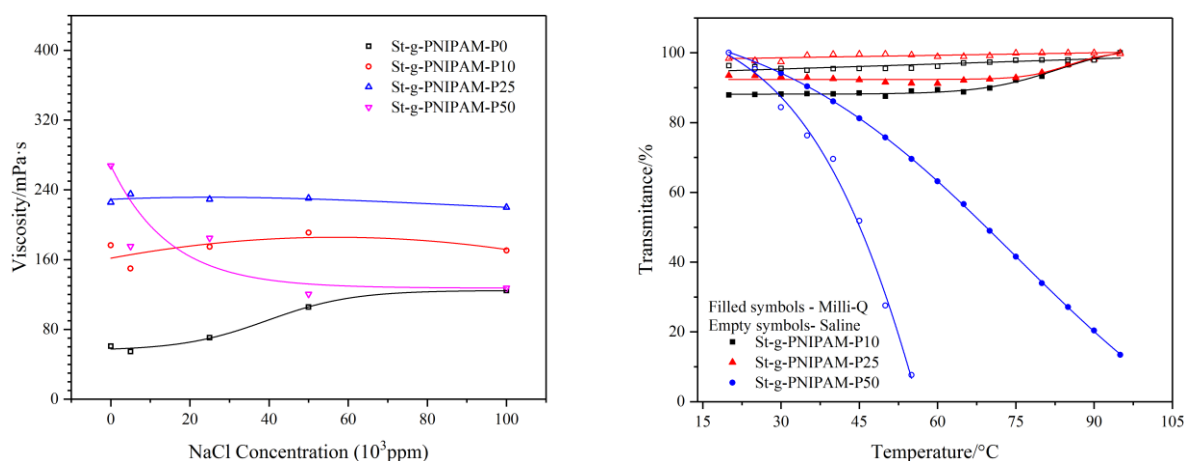 400
320
240
160
80
0
Viscosity/mPa·s
St-g-PNIPAM-P0
St-g-PNIPAM-P10
St-g-PNIPAM-P25
St-g-PNIPAM-P50
0 20 40 60 80 100
NaCl Concentration (10³ppm)
100
80
60
40
20
0
Transmitance/%
Filled symbols - Milli-Q
Empty symbols- Saline
St-g-PNIPAM-P10
St-g-PNIPAM-P25
St-g-PNIPAM-P50
15 30 45 60 75 90 105
Temperature/°C